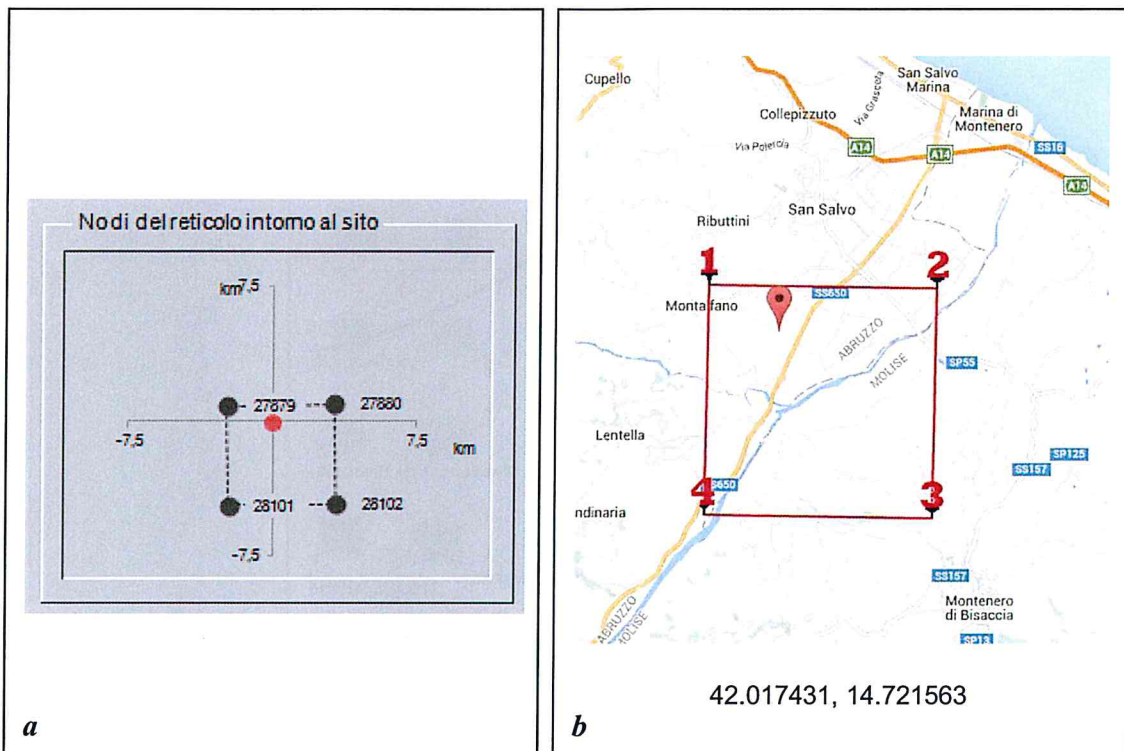 Nodi del reticolo intorno al sito
km
7,5
27879
27880
-7,5
7,5
km
28101
28102
-7,5
a
Cupello
San Salvo
Marina
Via Grascola
Collepizzuto
Marina di
Montenero
SS16
A14
A14
A14
San Salvo
Ributtini
1
2
SS650
Montalfano
ABRUZZO
MOLISE
SP55
Lentella
SP125
SS157
4
SS650
3
ndinaria
SS157
Montenero
di Bisaccia
ABRUZZO
MOLISE
SP13
42.017431, 14.721563
b